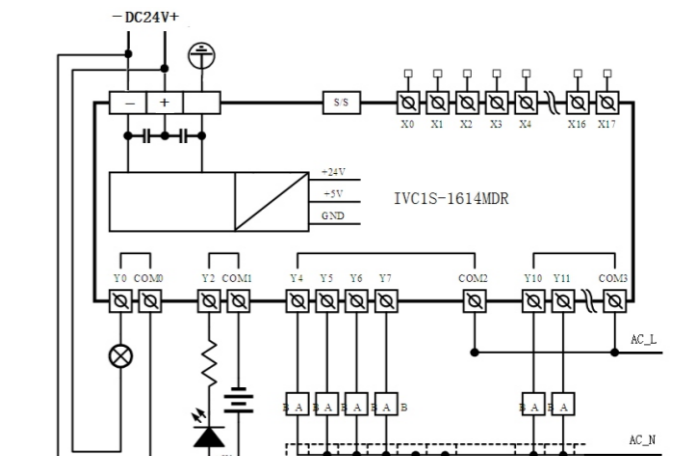 －DC24V+
－ +
S/S
X0 X1 X2 X3 X4 X16 X17
+24V
+5V
GND
IVC1S-1614MDR
Y0 COM0 Y2 COM1 Y4 Y5 Y6 Y7 COM2 Y10 Y11 COM3
AC_L
B A B A B A B A B B A B A
AC_N